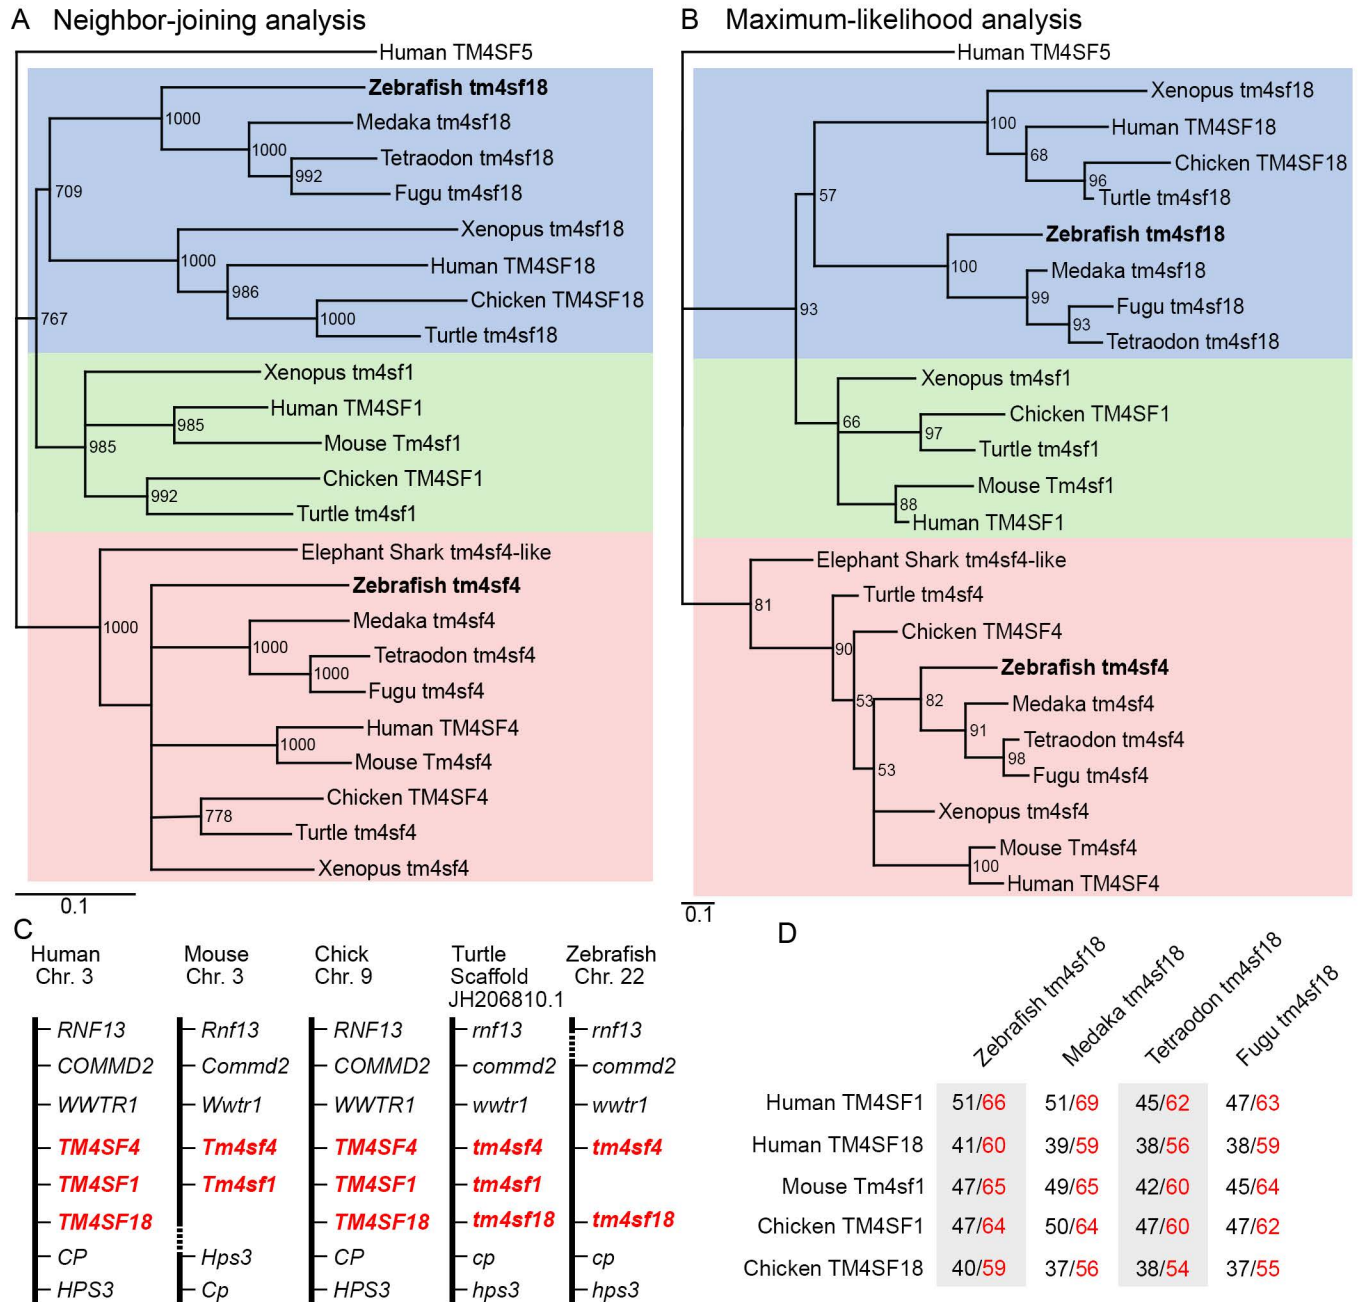 A Neighbor-joining analysis
Human TM4SF5
Zebrafish tm4sf18
1000
Medaka tm4sf18
1000
Tetraodon tm4sf18
992
Fugu tm4sf18
709
Xenopus tm4sf18
1000
Human TM4SF18
986
Chicken TM4SF18
1000
Turtle tm4sf18
767
Xenopus tm4sf1
Human TM4SF1
985
Mouse Tm4sf1
985
Chicken TM4SF1
992
Turtle tm4sf1
Elephant Shark tm4sf4-like
Zebrafish tm4sf4
Medaka tm4sf4
1000
1000
Tetraodon tm4sf4
1000
Fugu tm4sf4
Human TM4SF4
1000
Mouse Tm4sf4
Chicken TM4SF4
778
Turtle tm4sf4
Xenopus tm4sf4
0.1
B Maximum-likelihood analysis
Human TM4SF5
Xenopus tm4sf18
100
Human TM4SF18
68
Chicken TM4SF18
96
Turtle tm4sf18
57
Zebrafish tm4sf18
100
Medaka tm4sf18
99
Fugu tm4sf18
93
93
Tetraodon tm4sf18
Xenopus tm4sf1
66
Chicken TM4SF1
97
Turtle tm4sf1
Mouse Tm4sf1
88
Human TM4SF1
Elephant Shark tm4sf4-like
81
Turtle tm4sf4
Chicken TM4SF4
90
Zebrafish tm4sf4
53
82
Medaka tm4sf4
91
Tetraodon tm4sf4
98
53
Fugu tm4sf4
Xenopus tm4sf4
Mouse Tm4sf4
100
Human TM4SF4
0.1
C
Human
Chr. 3
RNF13
COMMD2
WWTR1
TM4SF4
TM4SF1
TM4SF18
CP
HPS3
Mouse
Chr. 3
Rnf13
Commd2
Wwtr1
Tm4sf4
Tm4sf1
Hps3
Cp
Chick
Chr. 9
RNF13
COMMD2
WWTR1
TM4SF4
TM4SF1
TM4SF18
CP
HPS3
Turtle
Scaffold
JH206810.1
rnf13
commd2
wwtr1
tm4sf4
tm4sf1
tm4sf18
cp
hps3
Zebrafish
Chr. 22
rnf13
commd2
wwtr1
tm4sf4
tm4sf18
cp
hps3
D
Zebrafish tm4sf18
Medaka tm4sf18
Tetraodon tm4sf18
Fugu tm4sf18
Human TM4SF1 51/66 51/69 45/62 47/63
Human TM4SF18 41/60 39/59 38/56 38/59
Mouse Tm4sf1 47/65 49/65 42/60 45/64
Chicken TM4SF1 47/64 50/64 47/60 47/62
Chicken TM4SF18 40/59 37/56 38/54 37/55